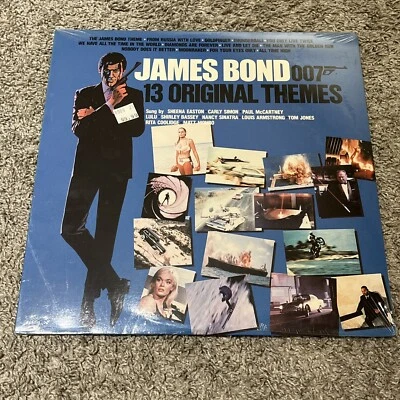 THE JAMES BOND THEME • FROM RUSSIA WITH LOVE • GOLDFINGER • THUNDERBALL • YOU ONLY LIVE TWICE
WE HAVE ALL THE TIME IN THE WORLD • DIAMONDS ARE FOREVER • LIVE AND LET DIE • THE MAN WITH THE GOLDEN GUN
NOBODY DOES IT BETTER • MOONRAKER • FOR YOUR EYES ONLY • ALL TIME HIGH
JAMES BOND 007
13 ORIGINAL THEMES
Sung by SHEENA EASTON, CARLY SIMON, PAUL McCARTNEY
LULU SHIRLEY BASSEY, NANCY SINATRA, LOUIS ARMSTRONG, TOM JONES
RITA COOLIDGE, MATT MONRO